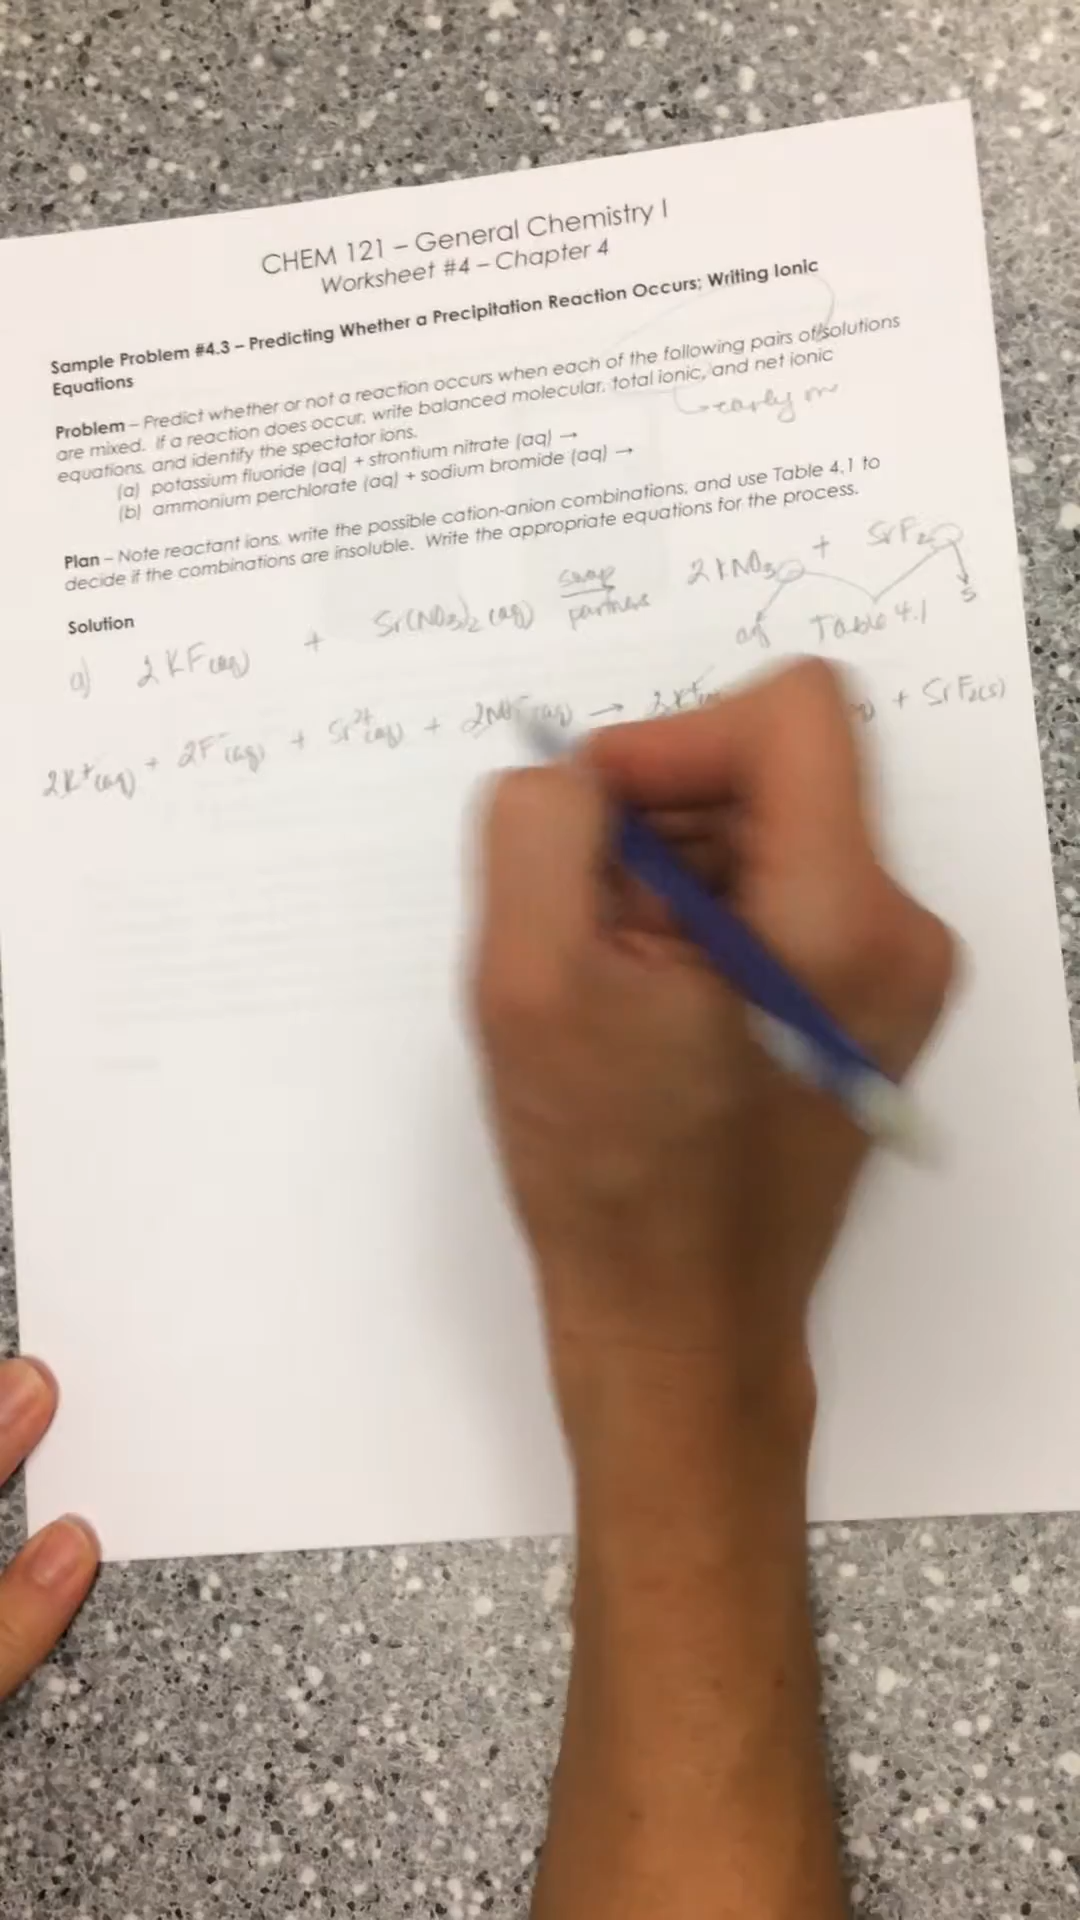 CHEM 121 – General Chemistry I
Worksheet #4 – Chapter 4
Sample Problem #4.3 – Predicting Whether a Precipitation Reaction Occurs; Writing Ionic
Equations
Problem – Predict whether or not a reaction occurs when each of the following pairs of solutions
are mixed. If a reaction does occur, write balanced molecular, total ionic, and net ionic
equations, and identify the spectator ions.
(a) potassium fluoride (aq) + strontium nitrate (aq) →
(b) ammonium perchlorate (aq) + sodium bromide (aq) →
Plan – Note reactant ions, write the possible cation-anion combinations, and use Table 4.1 to
decide if the combinations are insoluble. Write the appropriate equations for the process.
Solution
a) 2KF(aq) + Sr(NO3)2(aq) swap partners 2KNO3 + SrF2
aq Table 4.1 s
2K+(aq) + 2F-(aq) + Sr2+(aq) + (aq) → + SrF2(s)